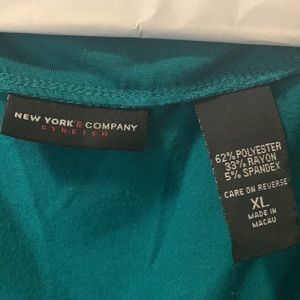 NEW YORK & COMPANY
STRETCH
62% POLYESTER
33% RAYON
5% SPANDEX
CARE ON REVERSE
XL
MADE IN
MACAU